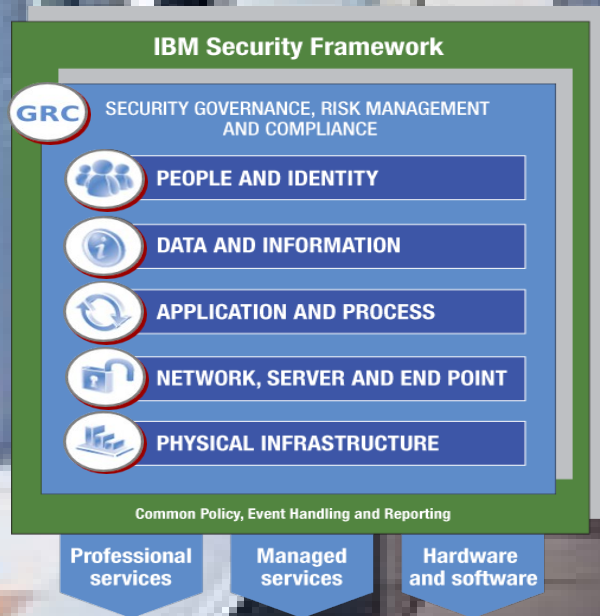 IBM Security Framework
GRC
SECURITY GOVERNANCE, RISK MANAGEMENT
AND COMPLIANCE
PEOPLE AND IDENTITY
DATA AND INFORMATION
APPLICATION AND PROCESS
NETWORK, SERVER AND END POINT
PHYSICAL INFRASTRUCTURE
Common Policy, Event Handling and Reporting
Professional
services
Managed
services
Hardware
and software